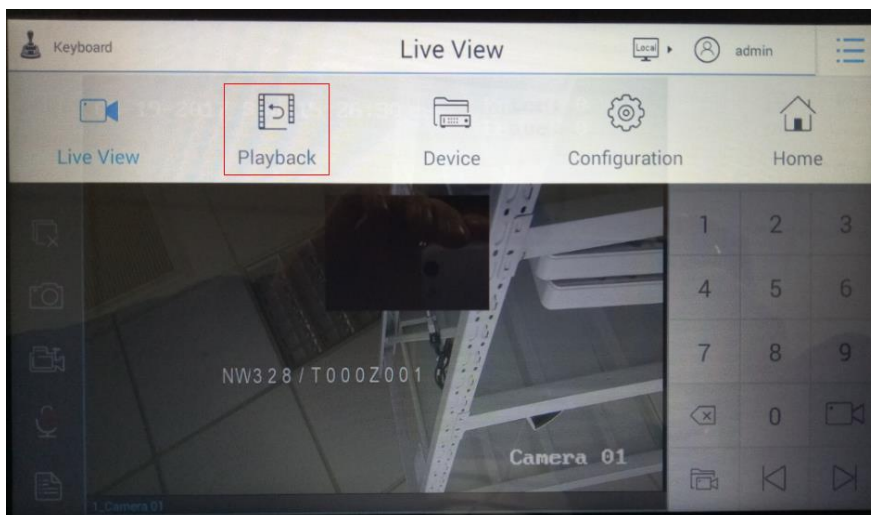 Keyboard
Live View
Local
admin
Live View
Playback
Device
Configuration
Home
1 2 3
4 5 6
7 8 9
0
NW328/T000Z001
Camera 01
1_Camera 01